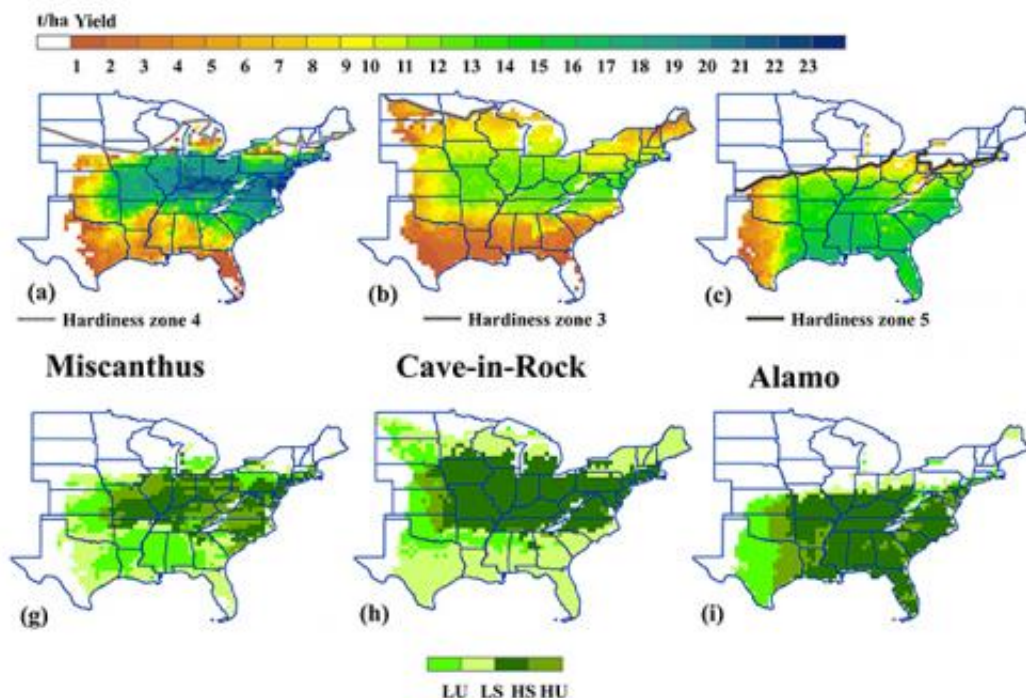 t/ha Yield
1 2 3 4 5 6 7 8 9 10 11 12 13 14 15 16 17 18 19 20 21 22 23
(a) (b) (c)
Hardiness zone 4 Hardiness zone 3 Hardiness zone 5
Miscanthus Cave-in-Rock Alamo
(g) (h) (i)
LU LS HS HU